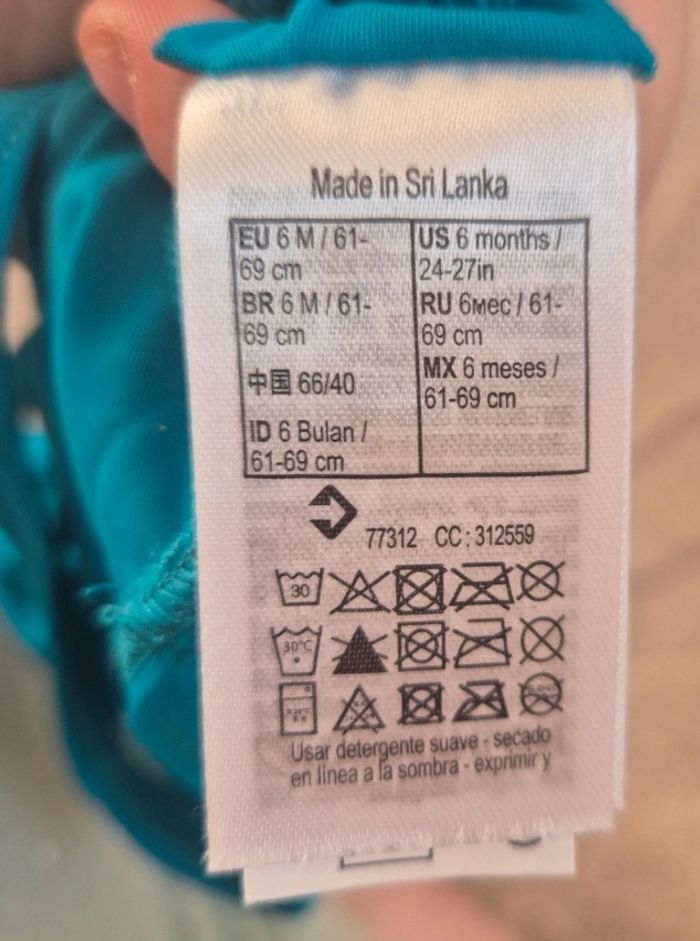 Made in Sri Lanka
EU 6 M / 61-
69 cm
BR 6 M / 61-
69 cm
中国 66/40
ID 6 Bulan /
61-69 cm
US 6 months /
24-27in
RU 6мес / 61-
69 cm
MX 6 meses /
61-69 cm
77312 CC : 312559
30
30°C
Usar detergente suave - secado
en línea a la sombra - exprimir y